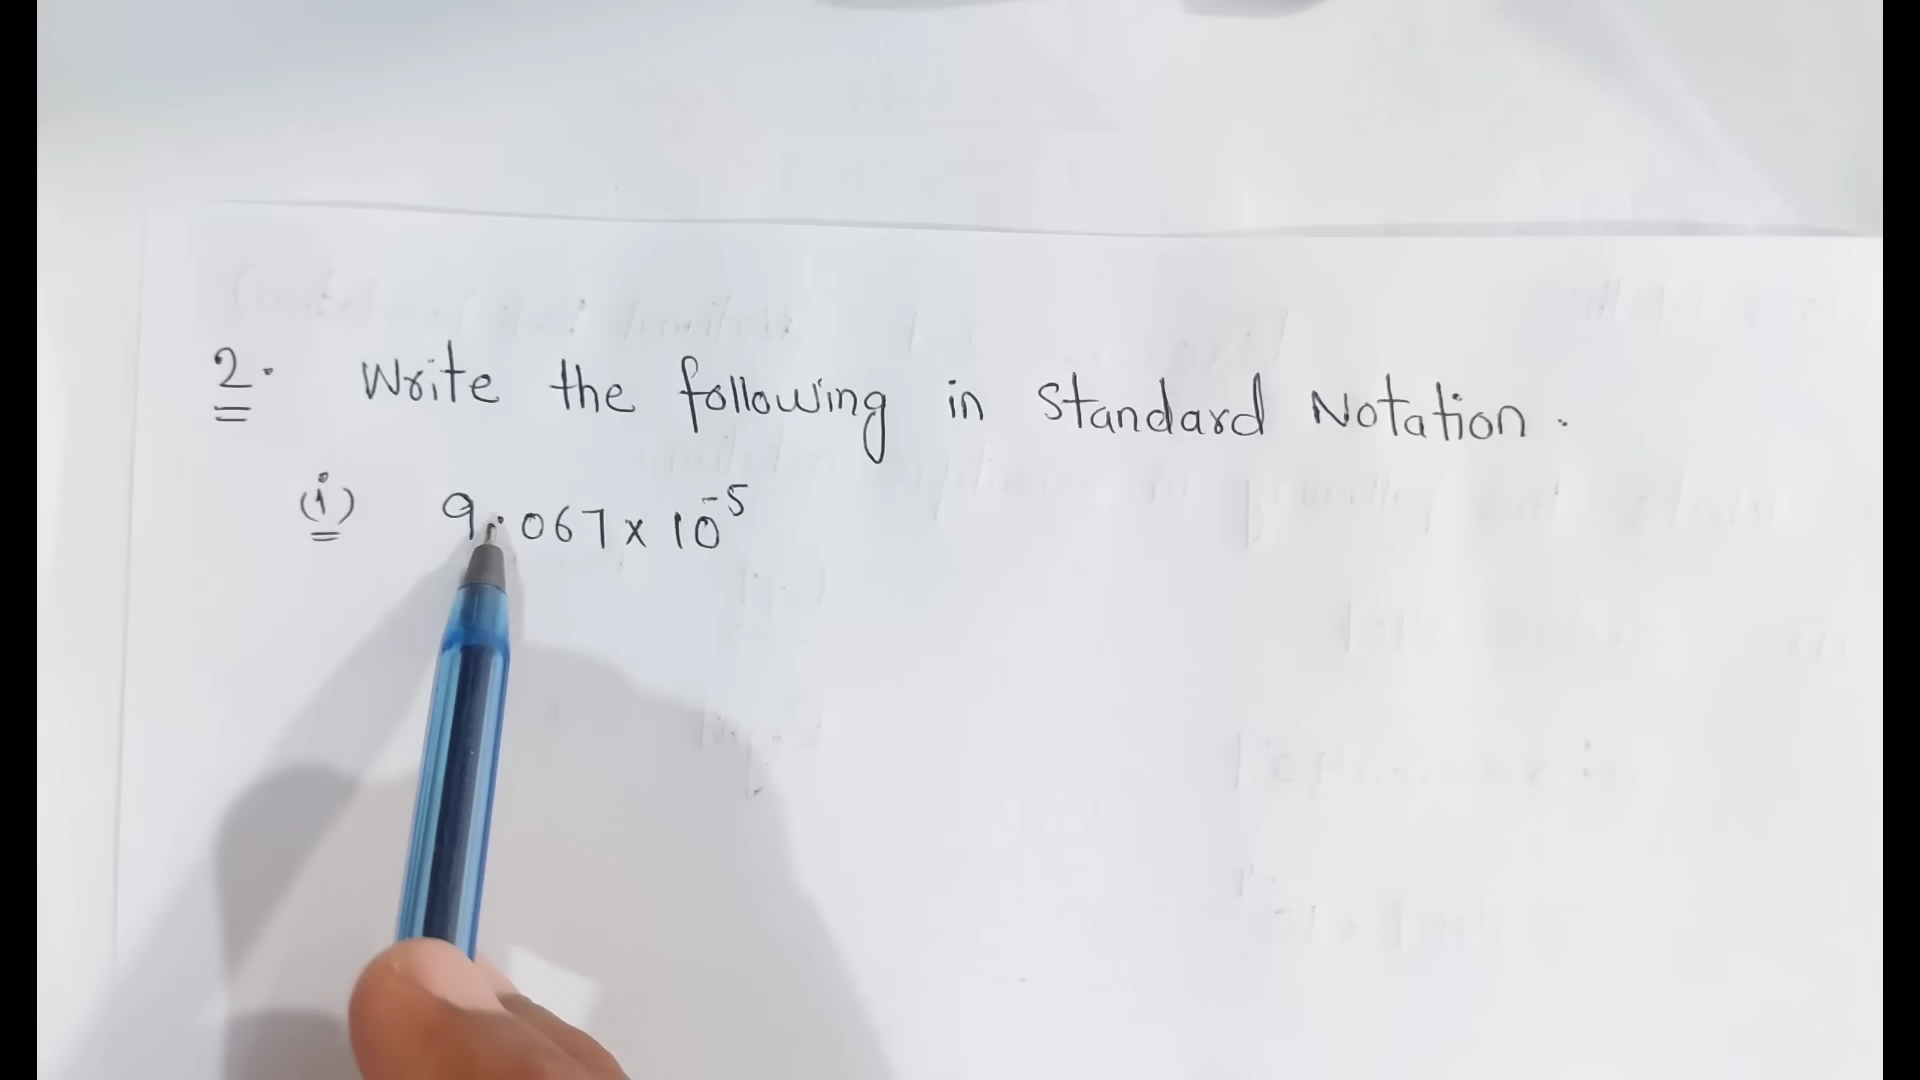 2. Write the following in Standard Notation.
(i) 9.067 x 10⁻⁵